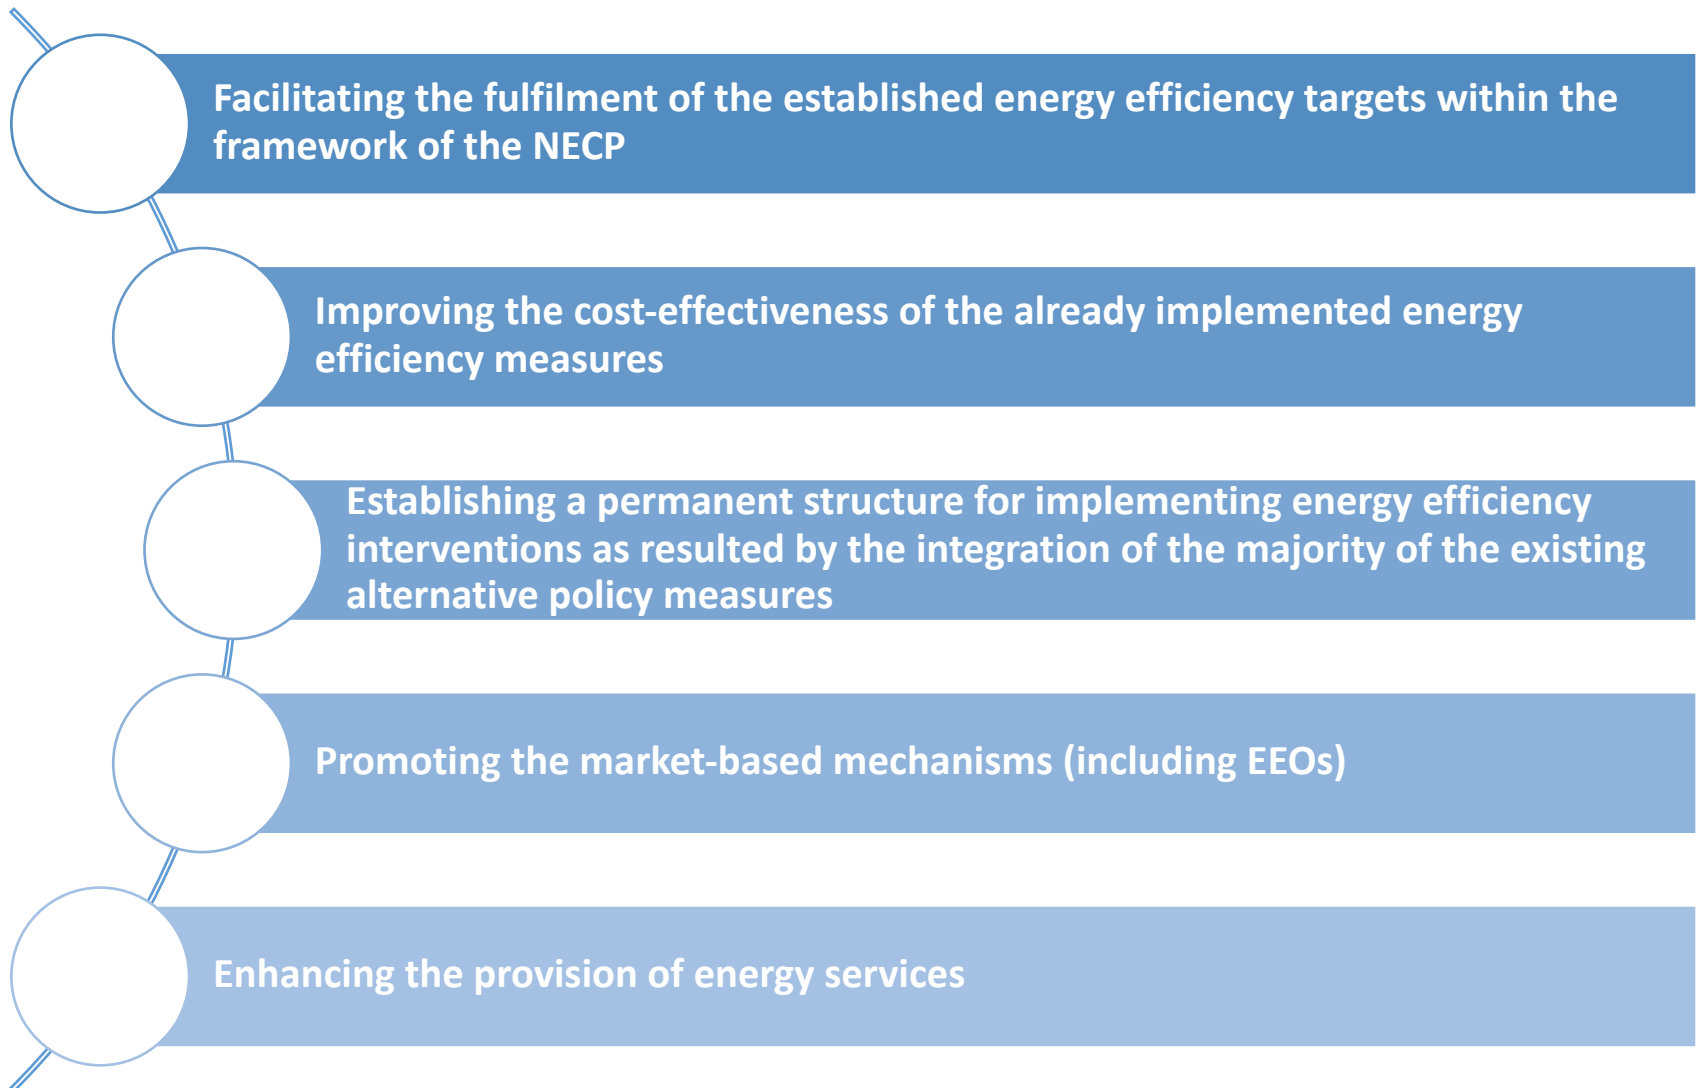 Facilitating the fulfilment of the established energy efficiency targets within the
framework of the NECP
Improving the cost-effectiveness of the already implemented energy
efficiency measures
Establishing a permanent structure for implementing energy efficiency
interventions as resulted by the integration of the majority of the existing
alternative policy measures
Promoting the market-based mechanisms (including EEOs)
Enhancing the provision of energy services